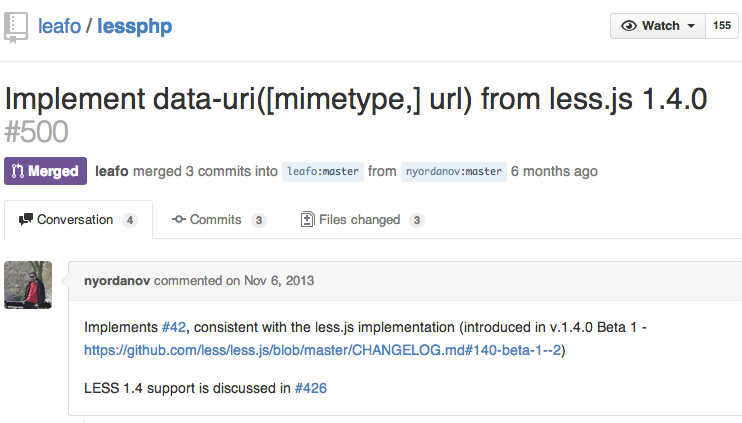 leafo / lessphp
Watch 155
Implement data-uri([mimetype,] url) from less.js 1.4.0
#500
Merged leafo merged 3 commits into leafo:master from nyordanov:master 6 months ago
Conversation 4 Commits 3 Files changed 3
nyordanov commented on Nov 6, 2013
Implements #42, consistent with the less.js implementation (introduced in v.1.4.0 Beta 1 -
https://github.com/less/less.js/blob/master/CHANGELOG.md#140-beta-1--2)
LESS 1.4 support is discussed in #426